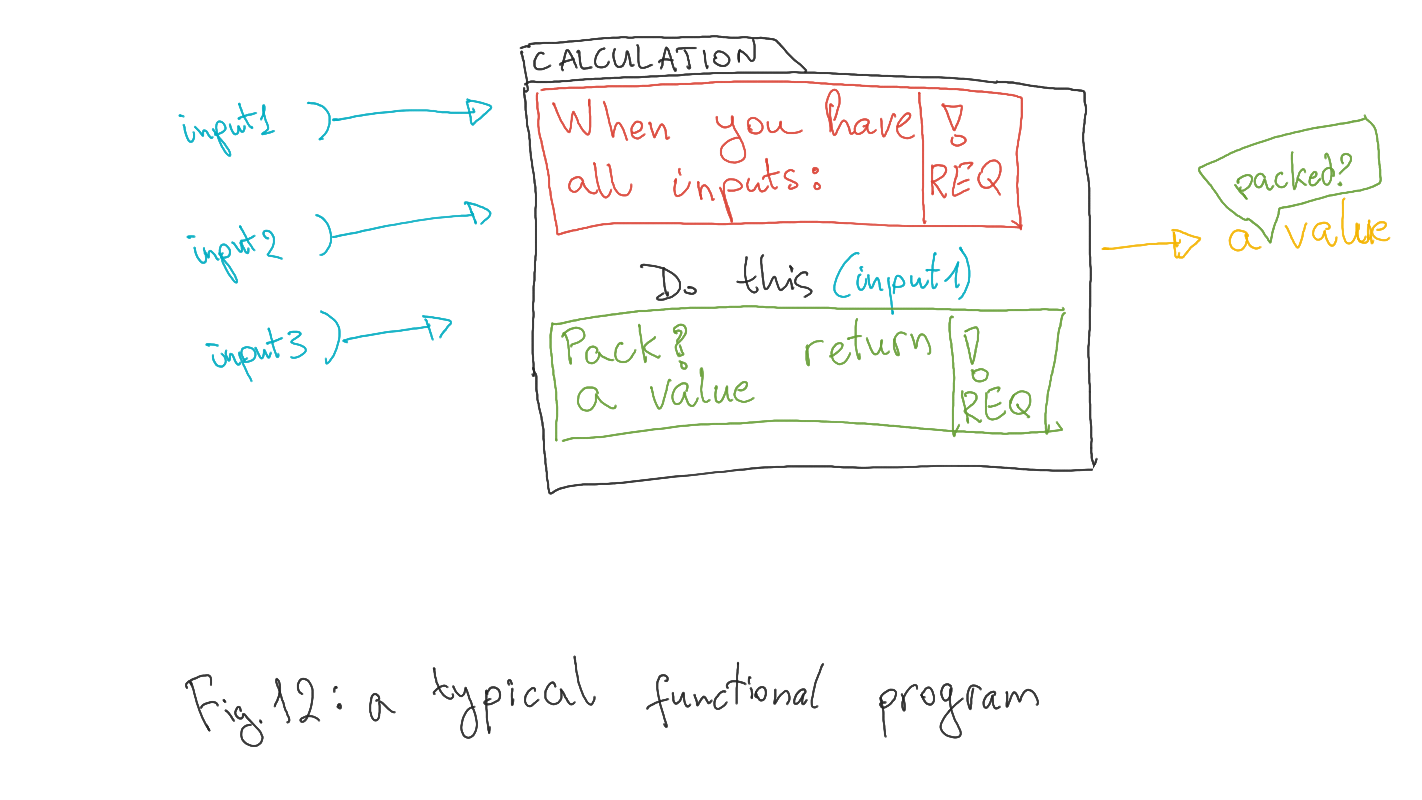 CALCULATION
input1
When you have
all inputs:
!
REQ
input2
Do this (input1)
input3
Pack? return
a value
!
REQ
packed?
a value
Fig. 12: a typical functional program